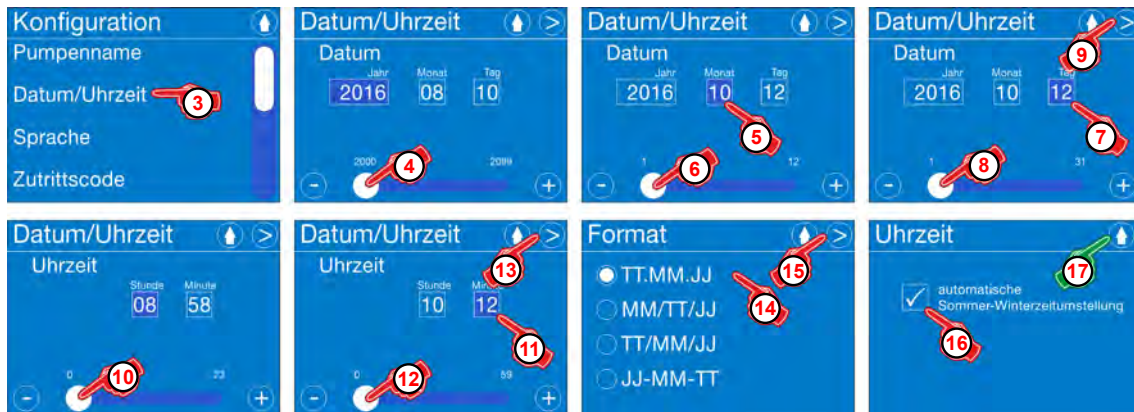 Konfiguration
Pumpenname
Datum/Uhrzeit
3
Sprache
Zutrittscode
Datum/Uhrzeit >
Datum
Jahr Monat Tag
2016 08 10
2000 4 2099
- +
Datum/Uhrzeit >
Datum
Jahr Monat Tag
2016 10 12
5
1 6 12
- +
Datum/Uhrzeit >
9
Datum
Jahr Monat Tag
2016 10 12
7
1 8 31
- +
Datum/Uhrzeit >
Uhrzeit
Stunde Minute
08 58
0 10 23
- +
Datum/Uhrzeit >
Uhrzeit 13
Stunde
10 12
11
0 12 59
- +
Format >
TT.MM.JJ 15
14
MM/TT/JJ
TT/MM/JJ
JJ-MM-TT
Uhrzeit
17
automatische
Sommer-Winterzeitumstellung
16